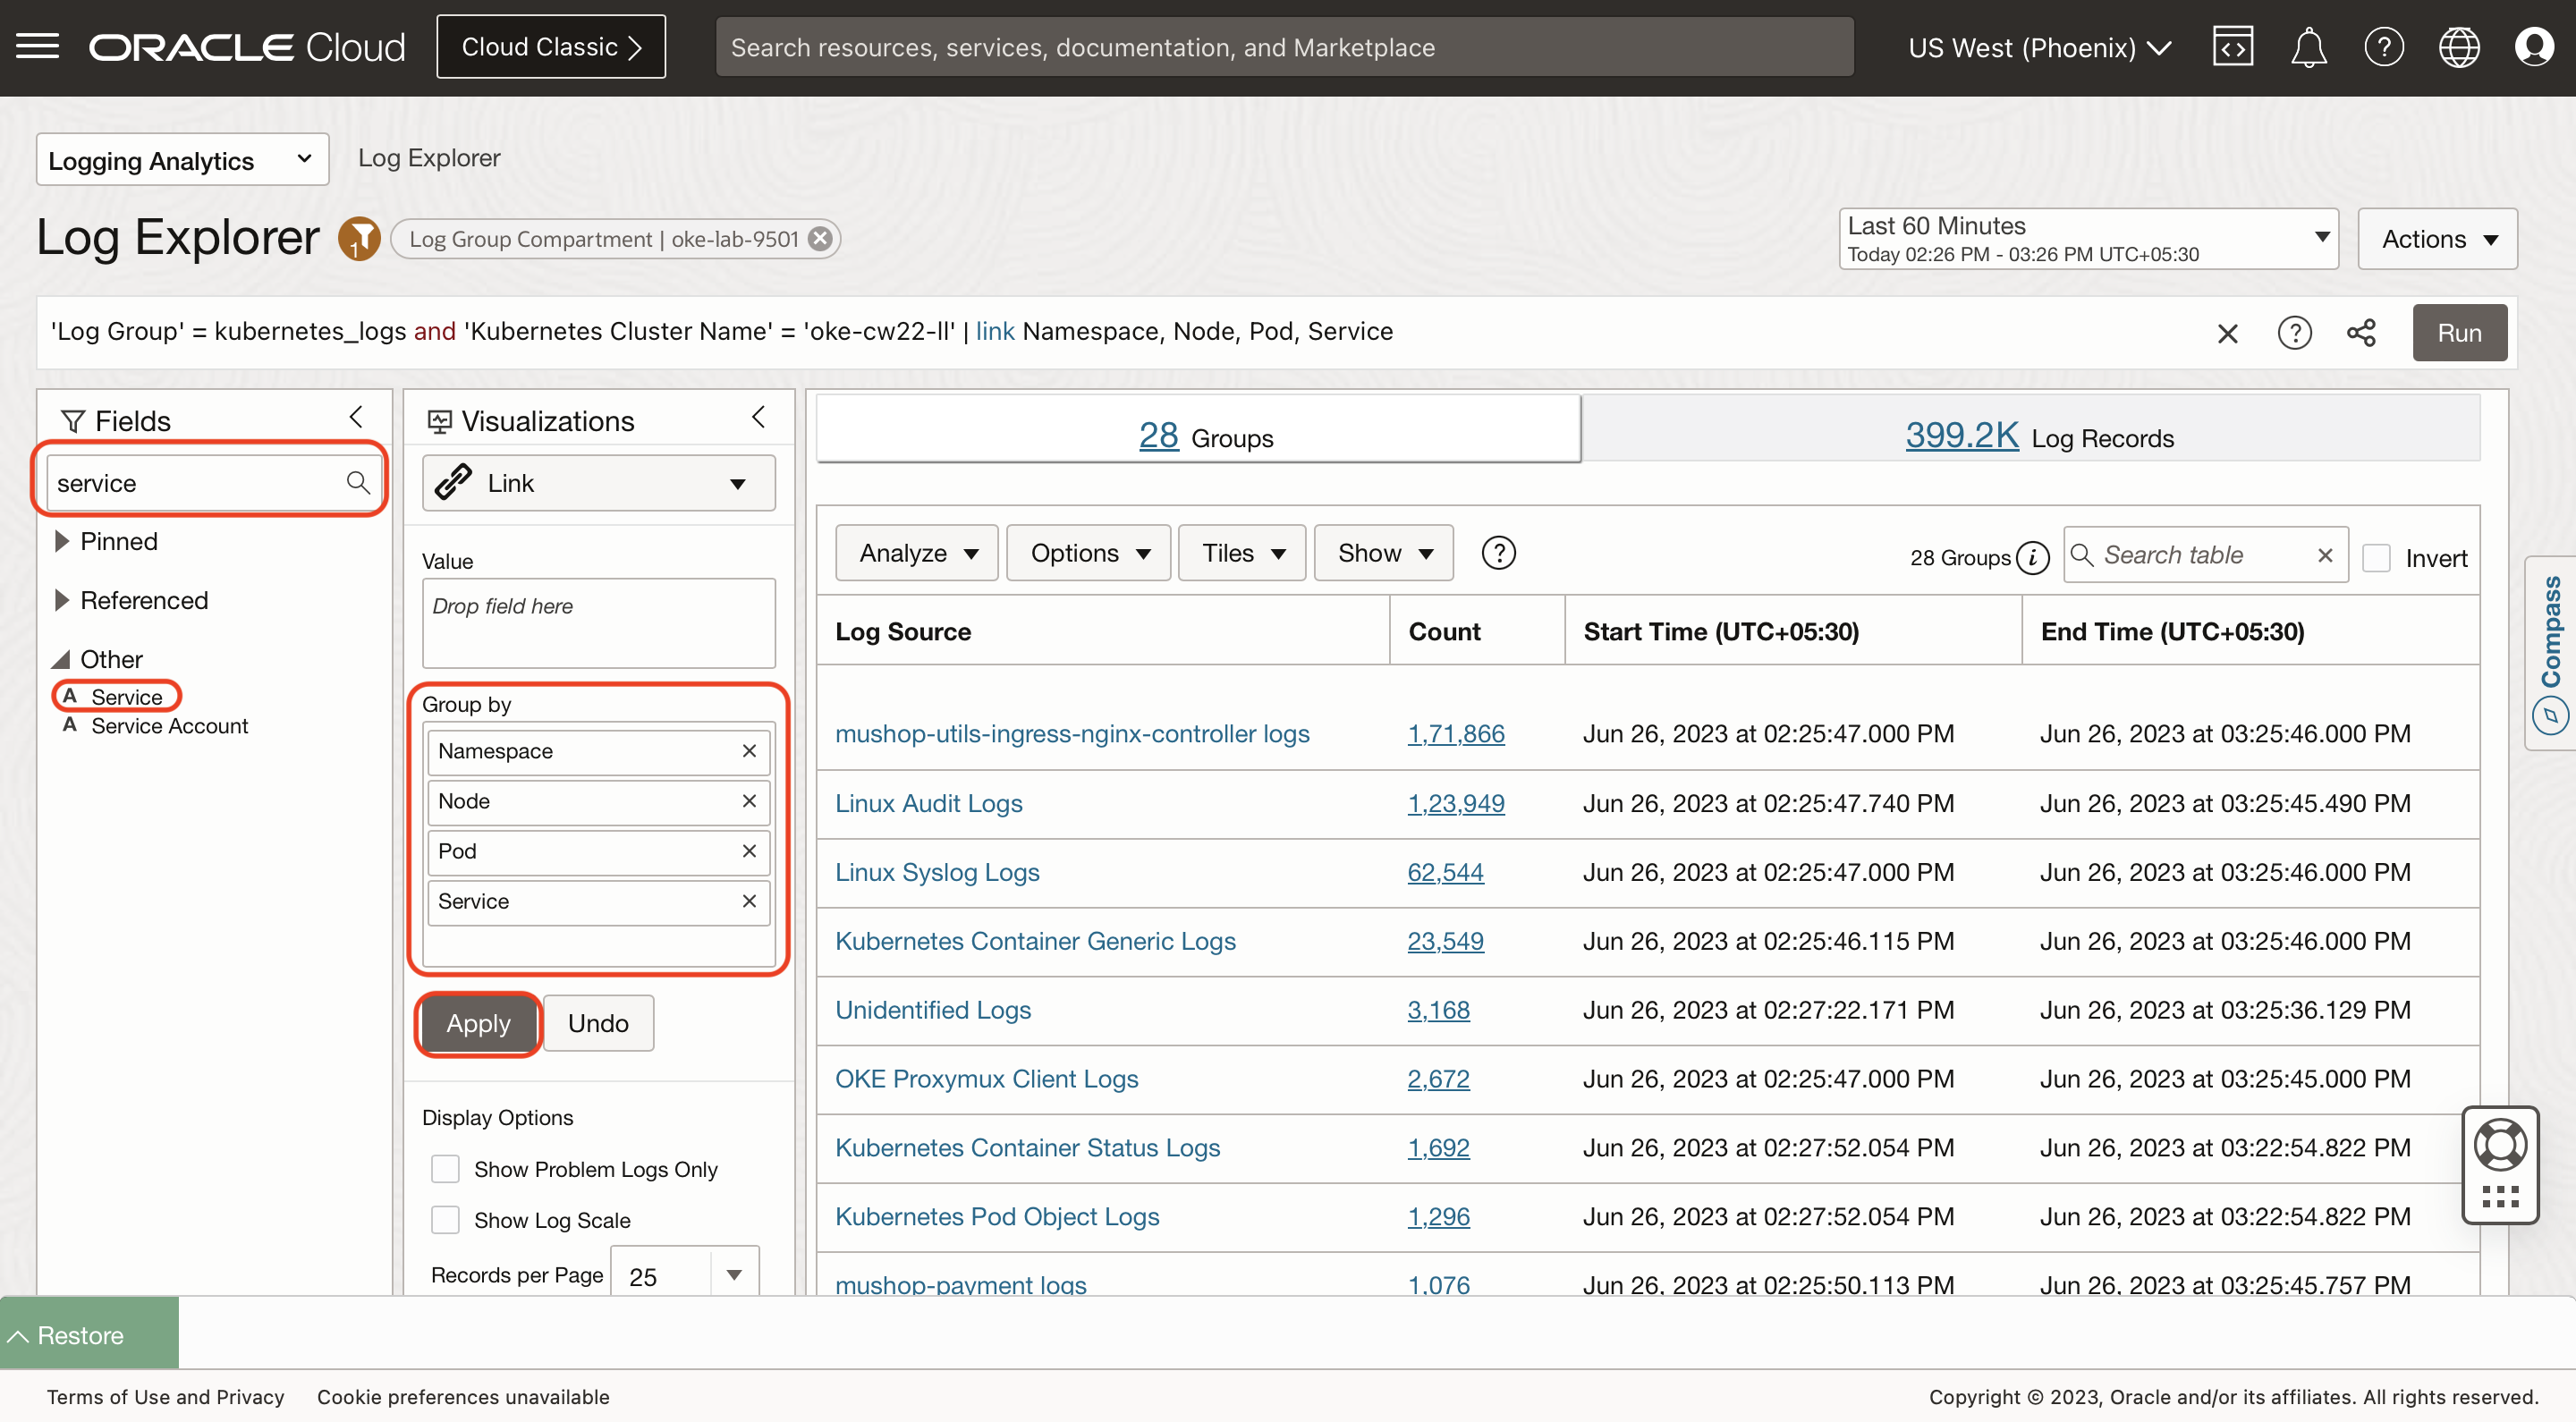 ORACLE Cloud
Cloud Classic
Search resources, services, documentation, and Marketplace
US West (Phoenix)
Logging Analytics
Log Explorer
Log Explorer
1
Log Group Compartment | oke-lab-9501
Last 60 Minutes
Today 02:26 PM - 03:26 PM UTC+05:30
Actions
'Log Group' = kubernetes_logs and 'Kubernetes Cluster Name' = 'oke-cw22-ll' | link Namespace, Node, Pod, Service
Run
Fields
service
Pinned
Referenced
Other
A Service
A Service Account
Visualizations
Link
Value
Drop field here
Group by
Namespace
Node
Pod
Service
Apply
Undo
Display Options
Show Problem Logs Only
Show Log Scale
Records per Page 25
28 Groups
399.2K Log Records
Analyze
Options
Tiles
Show
28 Groups
Search table
Invert
Log Source Count Start Time (UTC+05:30) End Time (UTC+05:30)
mushop-utils-ingress-nginx-controller logs 1,71,866 Jun 26, 2023 at 02:25:47.000 PM Jun 26, 2023 at 03:25:46.000 PM
Linux Audit Logs 1,23,949 Jun 26, 2023 at 02:25:47.740 PM Jun 26, 2023 at 03:25:45.490 PM
Linux Syslog Logs 62,544 Jun 26, 2023 at 02:25:47.000 PM Jun 26, 2023 at 03:25:46.000 PM
Kubernetes Container Generic Logs 23,549 Jun 26, 2023 at 02:25:46.115 PM Jun 26, 2023 at 03:25:46.000 PM
Unidentified Logs 3,168 Jun 26, 2023 at 02:27:22.171 PM Jun 26, 2023 at 03:25:36.129 PM
OKE Proxymux Client Logs 2,672 Jun 26, 2023 at 02:25:47.000 PM Jun 26, 2023 at 03:25:45.000 PM
Kubernetes Container Status Logs 1,692 Jun 26, 2023 at 02:27:52.054 PM Jun 26, 2023 at 03:22:54.822 PM
Kubernetes Pod Object Logs 1,296 Jun 26, 2023 at 02:27:52.054 PM Jun 26, 2023 at 03:22:54.822 PM
mushop-payment logs 1,076 Jun 26, 2023 at 02:25:50.113 PM Jun 26, 2023 at 03:25:45.757 PM
Compass
Restore
Terms of Use and Privacy
Cookie preferences unavailable
Copyright © 2023, Oracle and/or its affiliates. All rights reserved.